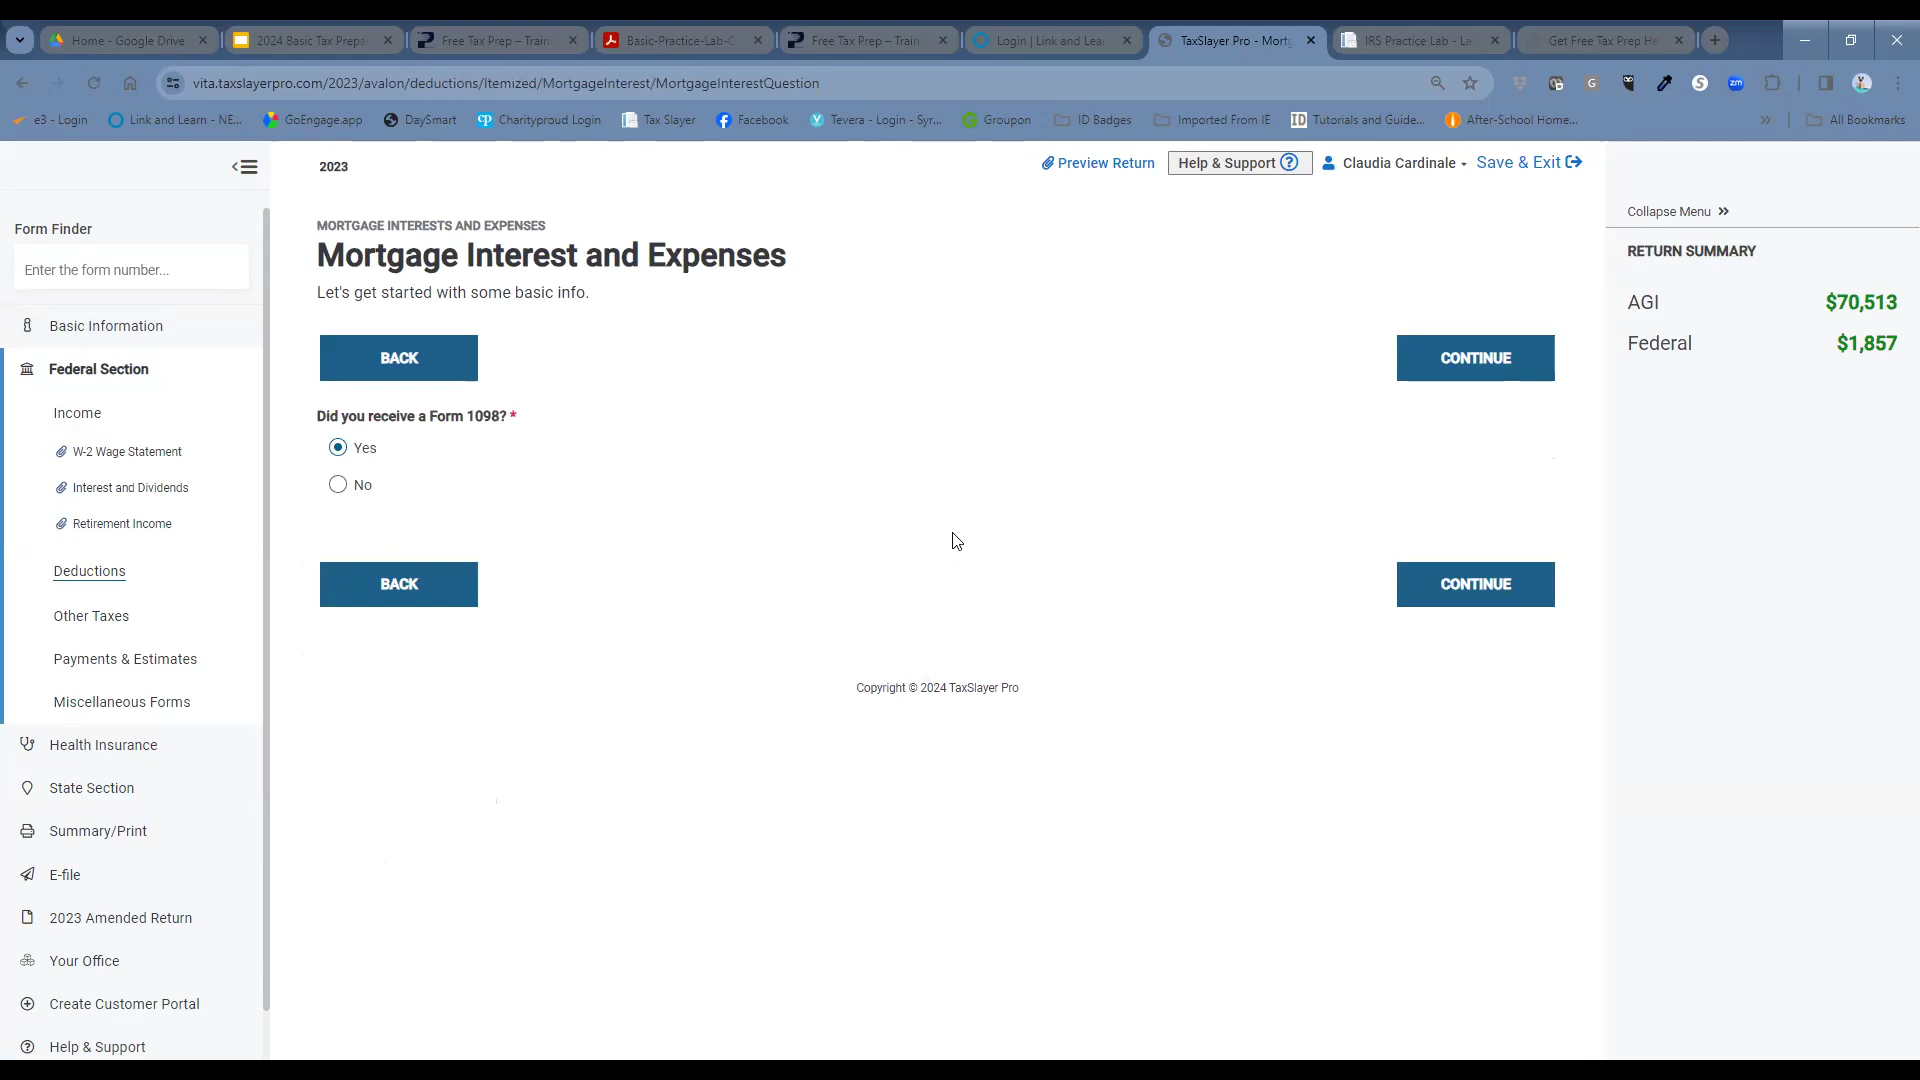 Home - Google Drive
2024 Basic Tax Prepa
Free Tax Prep – Train
Basic-Practice-Lab-C
Free Tax Prep – Train
Login | Link and Lea
TaxSlayer Pro - Mort
IRS Practice Lab - La
Get Free Tax Prep He
vita.taxslayerpro.com/2023/avalon/deductions/Itemized/MortgageInterest/MortgageInterestQuestion
e3 - Login
Link and Learn - NE...
GoEngage.app
DaySmart
Charityproud Login
Tax Slayer
Facebook
Tevera - Login - Syr...
Groupon
ID Badges
Imported From IE
Tutorials and Guide...
After-School Home...
All Bookmarks
2023
Preview Return
Help & Support
Claudia Cardinale
Save & Exit
Collapse Menu
Form Finder
Enter the form number...
Basic Information
Federal Section
Income
W-2 Wage Statement
Interest and Dividends
Retirement Income
Deductions
Other Taxes
Payments & Estimates
Miscellaneous Forms
Health Insurance
State Section
Summary/Print
E-file
2023 Amended Return
Your Office
Create Customer Portal
Help & Support
MORTGAGE INTERESTS AND EXPENSES
Mortgage Interest and Expenses
Let's get started with some basic info.
BACK
CONTINUE
Did you receive a Form 1098? *
Yes
No
BACK
CONTINUE
Copyright © 2024 TaxSlayer Pro
RETURN SUMMARY
AGI $70,513
Federal $1,857